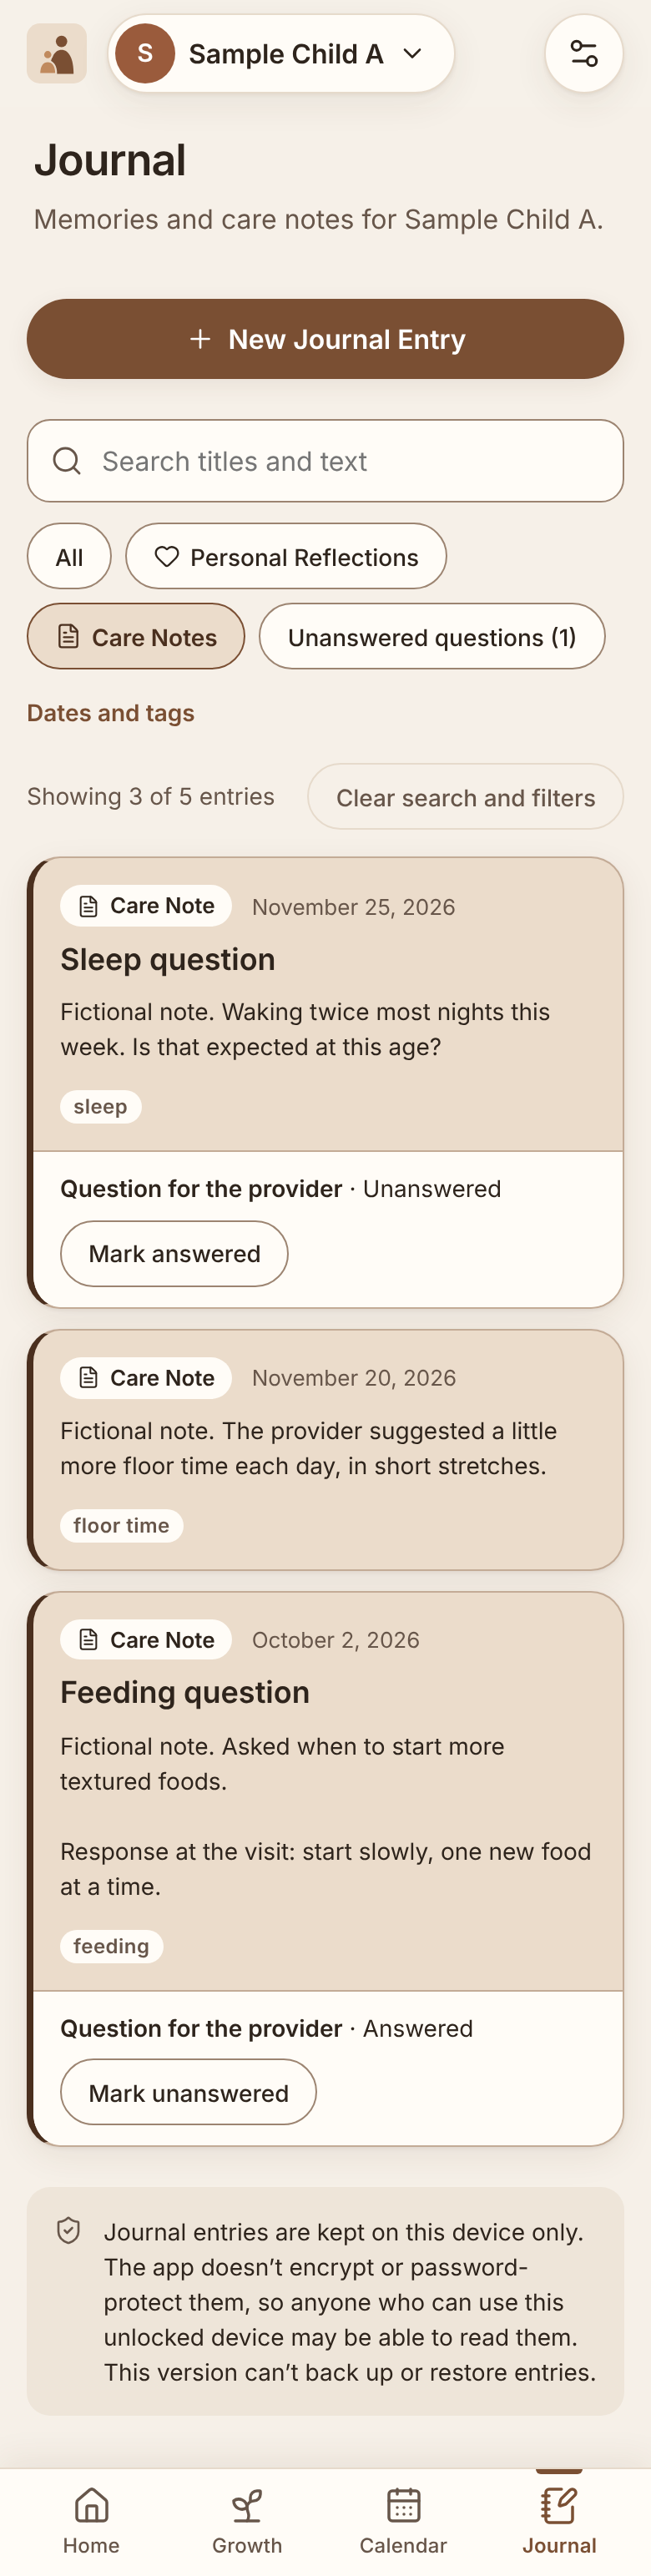 S
Sample Child A
Journal
Memories and care notes for Sample Child A.
New Journal Entry
Search titles and text
All
Personal Reflections
Care Notes
Unanswered questions (1)
Dates and tags
Showing 3 of 5 entries
Clear search and filters
Care Note
November 25, 2026
Sleep question
Fictional note. Waking twice most nights this
week. Is that expected at this age?
sleep
Question for the provider · Unanswered
Mark answered
Care Note
November 20, 2026
Fictional note. The provider suggested a little
more floor time each day, in short stretches.
floor time
Care Note
October 2, 2026
Feeding question
Fictional note. Asked when to start more
textured foods.
Response at the visit: start slowly, one new food
at a time.
feeding
Question for the provider · Answered
Mark unanswered
Journal entries are kept on this device only.
The app doesn’t encrypt or password-
protect them, so anyone who can use this
unlocked device may be able to read them.
This version can’t back up or restore entries.
Home
Growth
Calendar
Journal